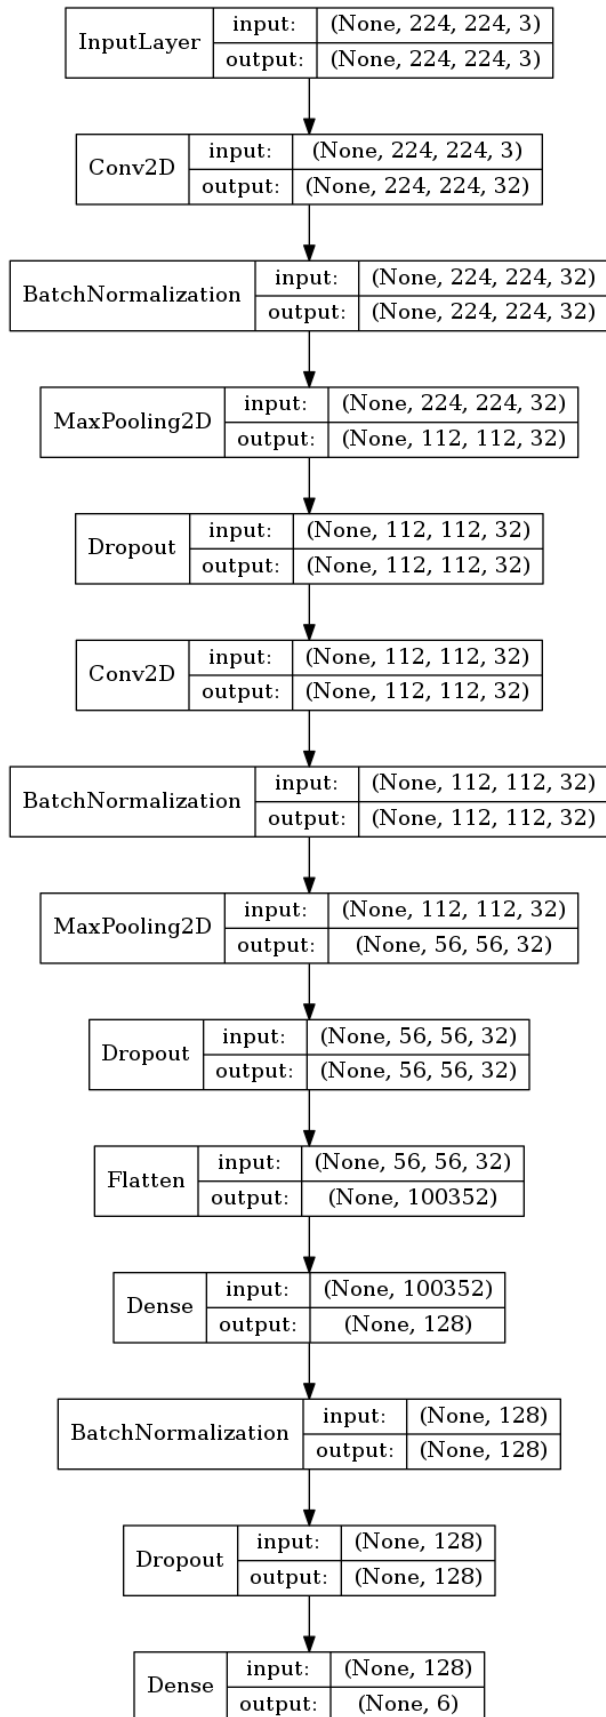 InputLayer
input: (None, 224, 224, 3)
output: (None, 224, 224, 3)
Conv2D
input: (None, 224, 224, 3)
output: (None, 224, 224, 32)
BatchNormalization
input: (None, 224, 224, 32)
output: (None, 224, 224, 32)
MaxPooling2D
input: (None, 224, 224, 32)
output: (None, 112, 112, 32)
Dropout
input: (None, 112, 112, 32)
output: (None, 112, 112, 32)
Conv2D
input: (None, 112, 112, 32)
output: (None, 112, 112, 32)
BatchNormalization
input: (None, 112, 112, 32)
output: (None, 112, 112, 32)
MaxPooling2D
input: (None, 112, 112, 32)
output: (None, 56, 56, 32)
Dropout
input: (None, 56, 56, 32)
output: (None, 56, 56, 32)
Flatten
input: (None, 56, 56, 32)
output: (None, 100352)
Dense
input: (None, 100352)
output: (None, 128)
BatchNormalization
input: (None, 128)
output: (None, 128)
Dropout
input: (None, 128)
output: (None, 128)
Dense
input: (None, 128)
output: (None, 6)